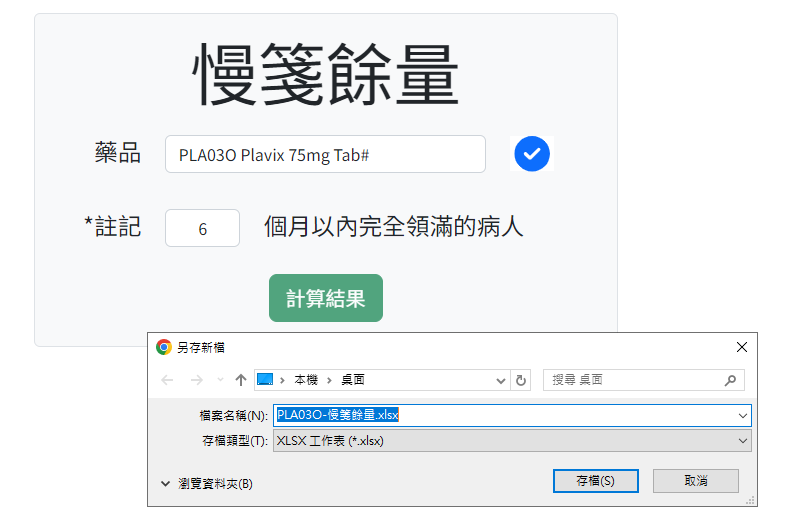 慢箋餘量
藥品 PLA03O Plavix 75mg Tab#
*註記 6 個月以內完全領滿的病人
計算結果
另存新檔
本機 桌面 搜尋 桌面
檔案名稱(N): PLA03O-慢箋餘量.xlsx
存檔類型(T): XLSX 工作表 (*.xlsx)
瀏覽資料夾(B) 存檔(S) 取消